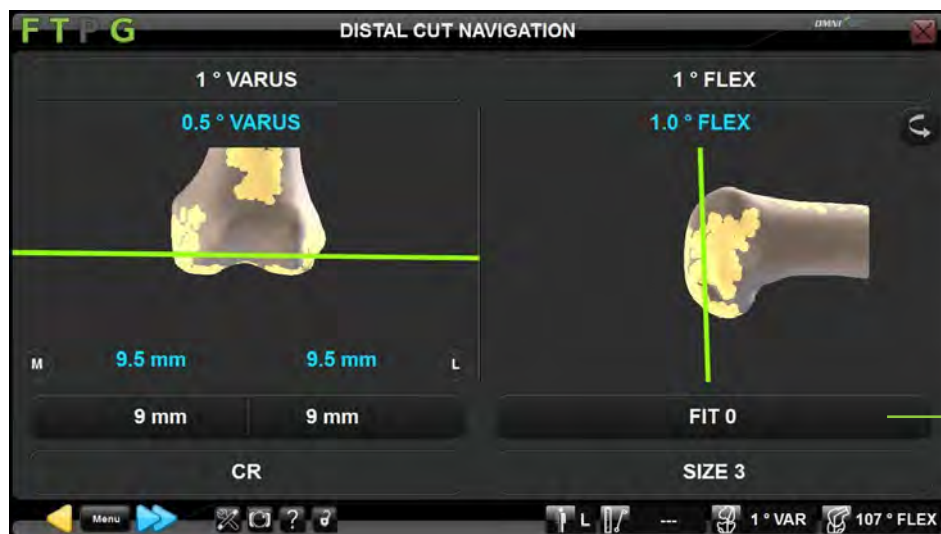 F T P G
DISTAL CUT NAVIGATION
OMNI
1 ° VARUS
1 ° FLEX
0.5 ° VARUS
1.0 ° FLEX
M
9.5 mm
9.5 mm
L
9 mm
9 mm
FIT 0
CR
SIZE 3
Menu
?
L
---
1 ° VAR
107 ° FLEX